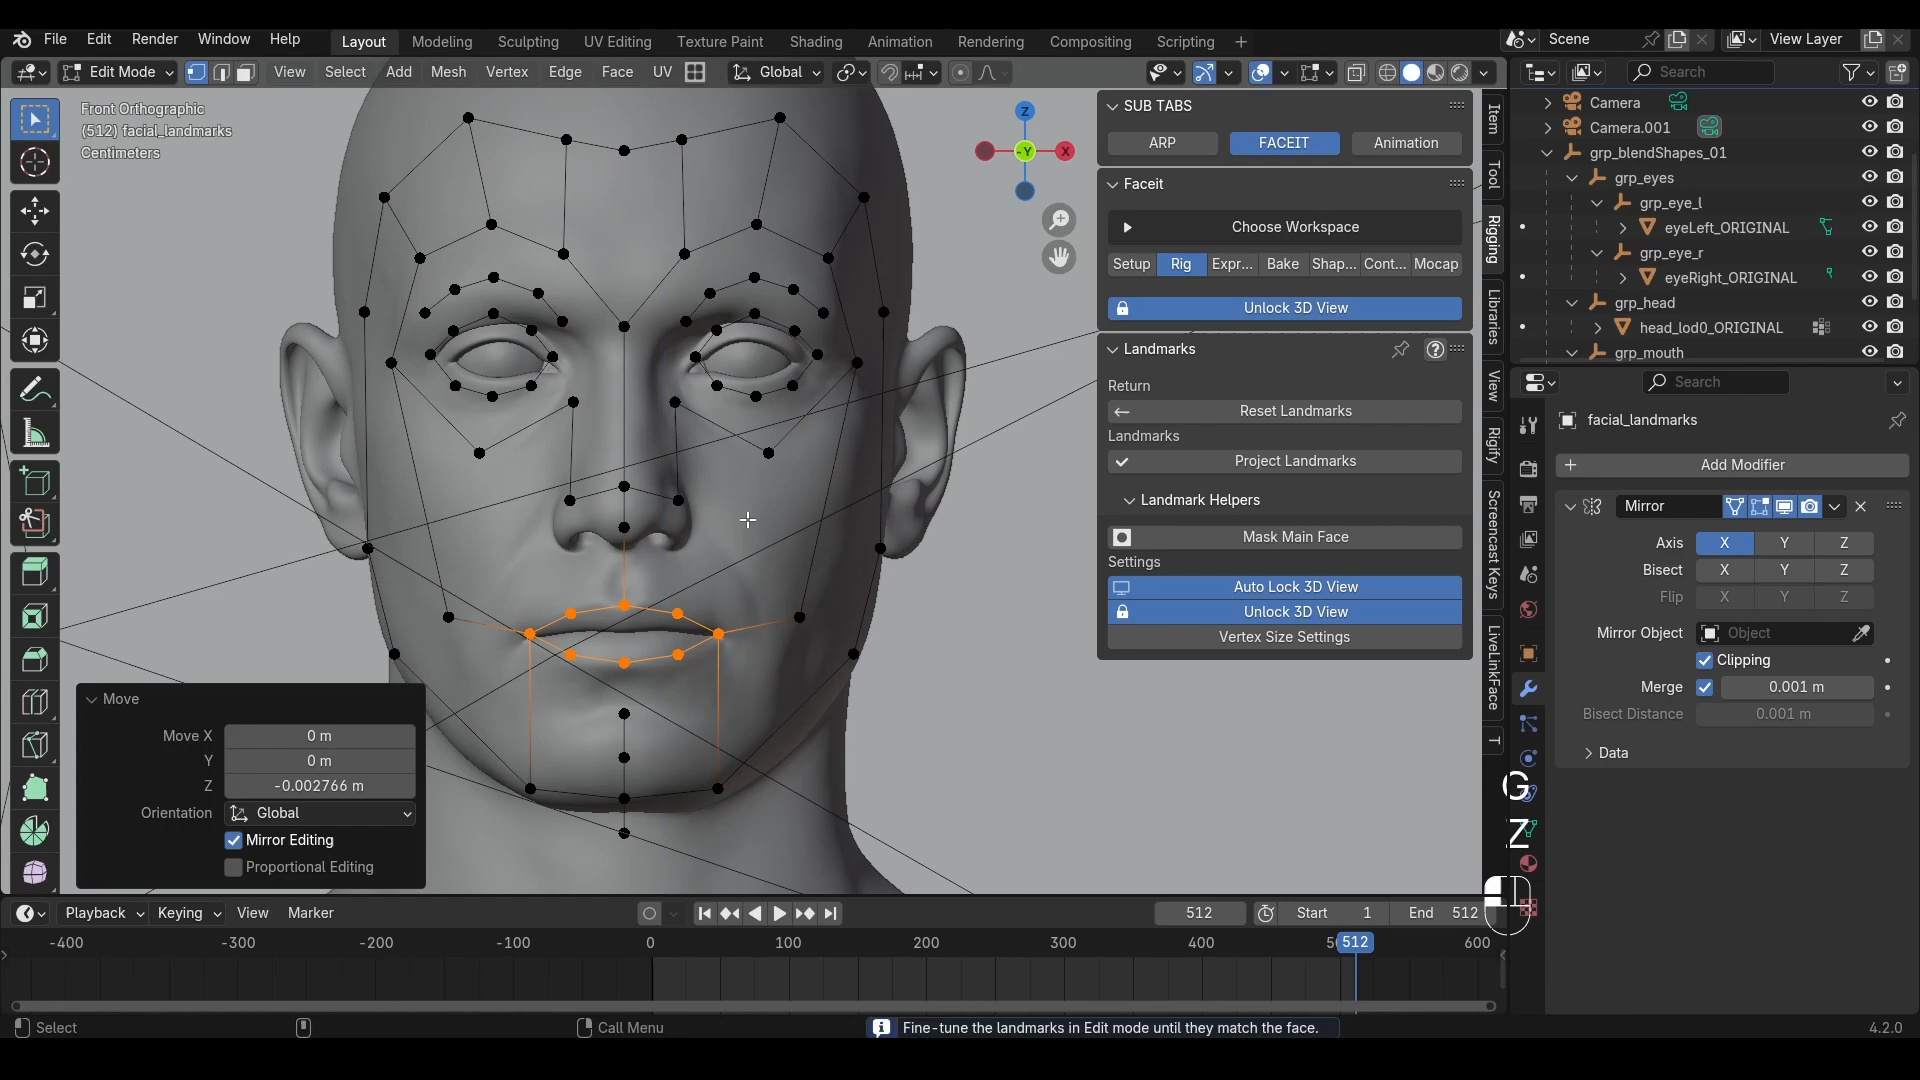 File Edit Render Window Help
Layout Modeling Sculpting UV Editing Texture Paint Shading Animation Rendering Compositing Scripting +
Scene
View Layer
Edit Mode
View Select Add Mesh Vertex Edge Face UV
Global
Search
Front Orthographic
(512) facial_landmarks
Centimeters
Z
-Y
X
SUB TABS
ARP FACEIT Animation
Faceit
Choose Workspace
Setup Rig Expr... Bake Shap... Cont... Mocap
Unlock 3D View
Landmarks
Return
Reset Landmarks
Landmarks
Project Landmarks
Landmark Helpers
Mask Main Face
Settings
Auto Lock 3D View
Unlock 3D View
Vertex Size Settings
Item
Tool
Rigging
Libraries
View
Rigify
Screencast Keys
LiveLinkFace
T
Camera
Camera.001
grp_blendShapes_01
grp_eyes
grp_eye_l
eyeLeft_ORIGINAL
grp_eye_r
eyeRight_ORIGINAL
grp_head
head_lod0_ORIGINAL
grp_mouth
Search
facial_landmarks
Add Modifier
Mirror
Axis X Y Z
Bisect X Y Z
Flip X Y Z
Mirror Object Object
Clipping
Merge 0.001 m
Bisect Distance 0.001 m
Data
G
Z
Move
Move X 0 m
Y 0 m
Z -0.002766 m
Orientation Global
Mirror Editing
Proportional Editing
Playback Keying View Marker
512 Start 1 End 512
-400 -300 -200 -100 0 100 200 300 400 512 600
Select
Call Menu
Fine-tune the landmarks in Edit mode until they match the face.
4.2.0